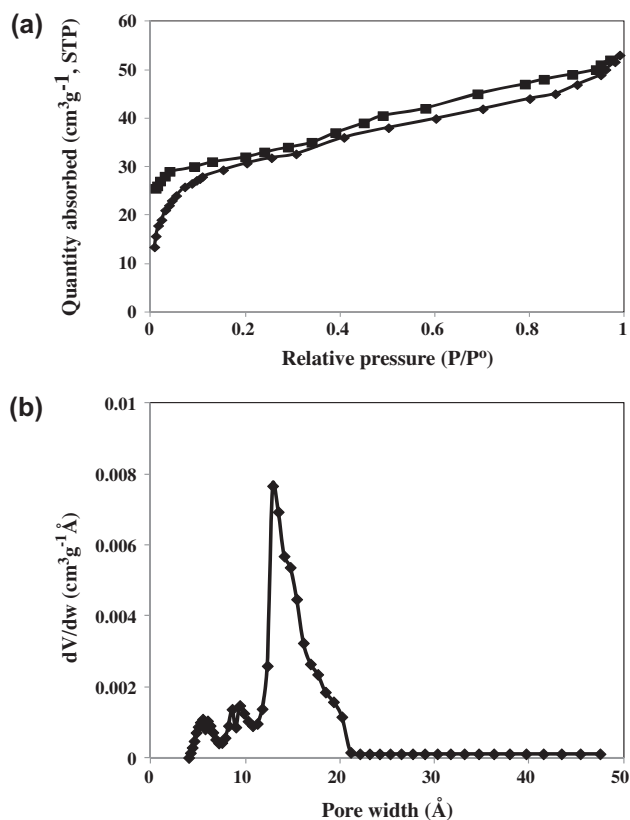 (a)
Quantity absorbed (cm³g⁻¹, STP)
60
50
40
30
20
10
0
0 0.2 0.4 0.6 0.8 1
Relative pressure (P/Pº)
(b)
dV/dw (cm³g⁻¹Å)
0.01
0.008
0.006
0.004
0.002
0
0 10 20 30 40 50
Pore width (Å)